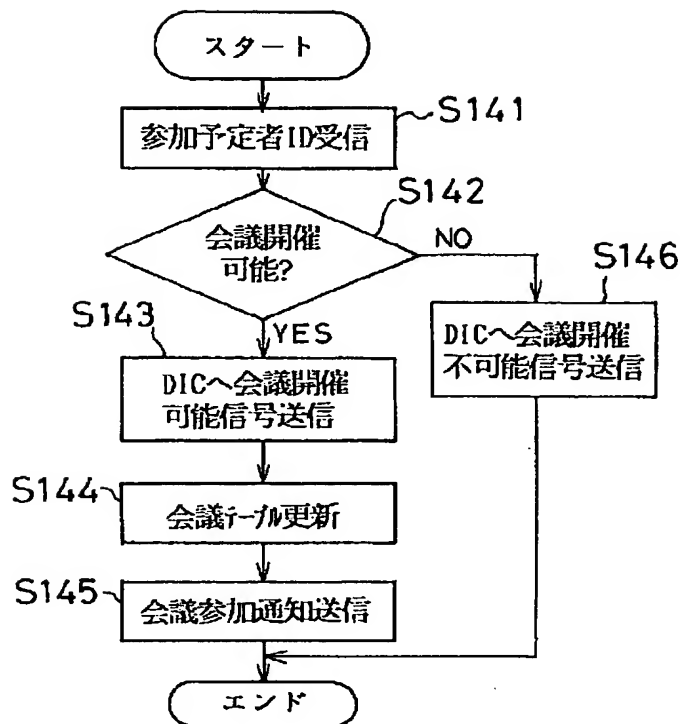 スタート
S141
参加予定者ID受信
S142
会議開催
可能?
NO
S146
DICへ会議開催
不可能信号送信
S143
YES
DICへ会議開催
可能信号送信
S144
会議ﾃｰﾌﾞﾙ更新
S145
会議参加通知送信
エンド